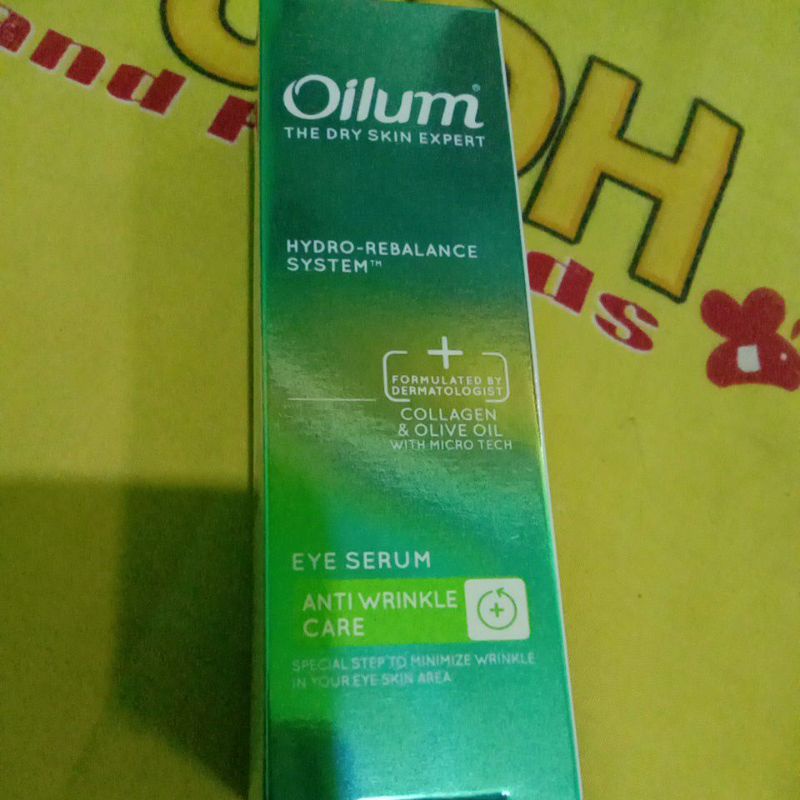 Oilum®
THE DRY SKIN EXPERT
HYDRO-REBALANCE
SYSTEM™
FORMULATED BY
DERMATOLOGIST
COLLAGEN
& OLIVE OIL
WITH MICRO TECH
EYE SERUM
ANTI WRINKLE
CARE
SPECIAL STEP TO MINIMIZE WRINKLE
IN YOUR EYE SKIN AREA